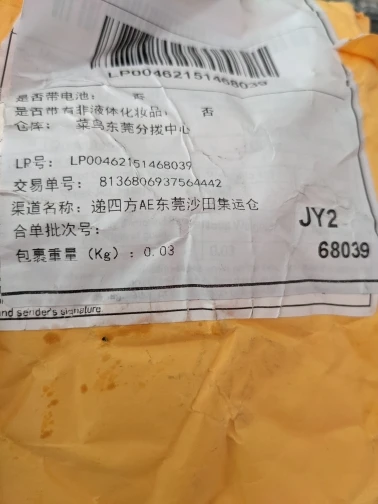 LP00462151468039
是否带电池： 否
是否带有非液体化妆品： 否
仓库： 菜鸟东莞分拨中心
LP号： LP00462151468039
交易单号： 8136806937564442
渠道名称：递四方AE东莞沙田集运仓
合单批次号：
JY2
包裹重量（Kg）：0.03
68039
nd sender's signature